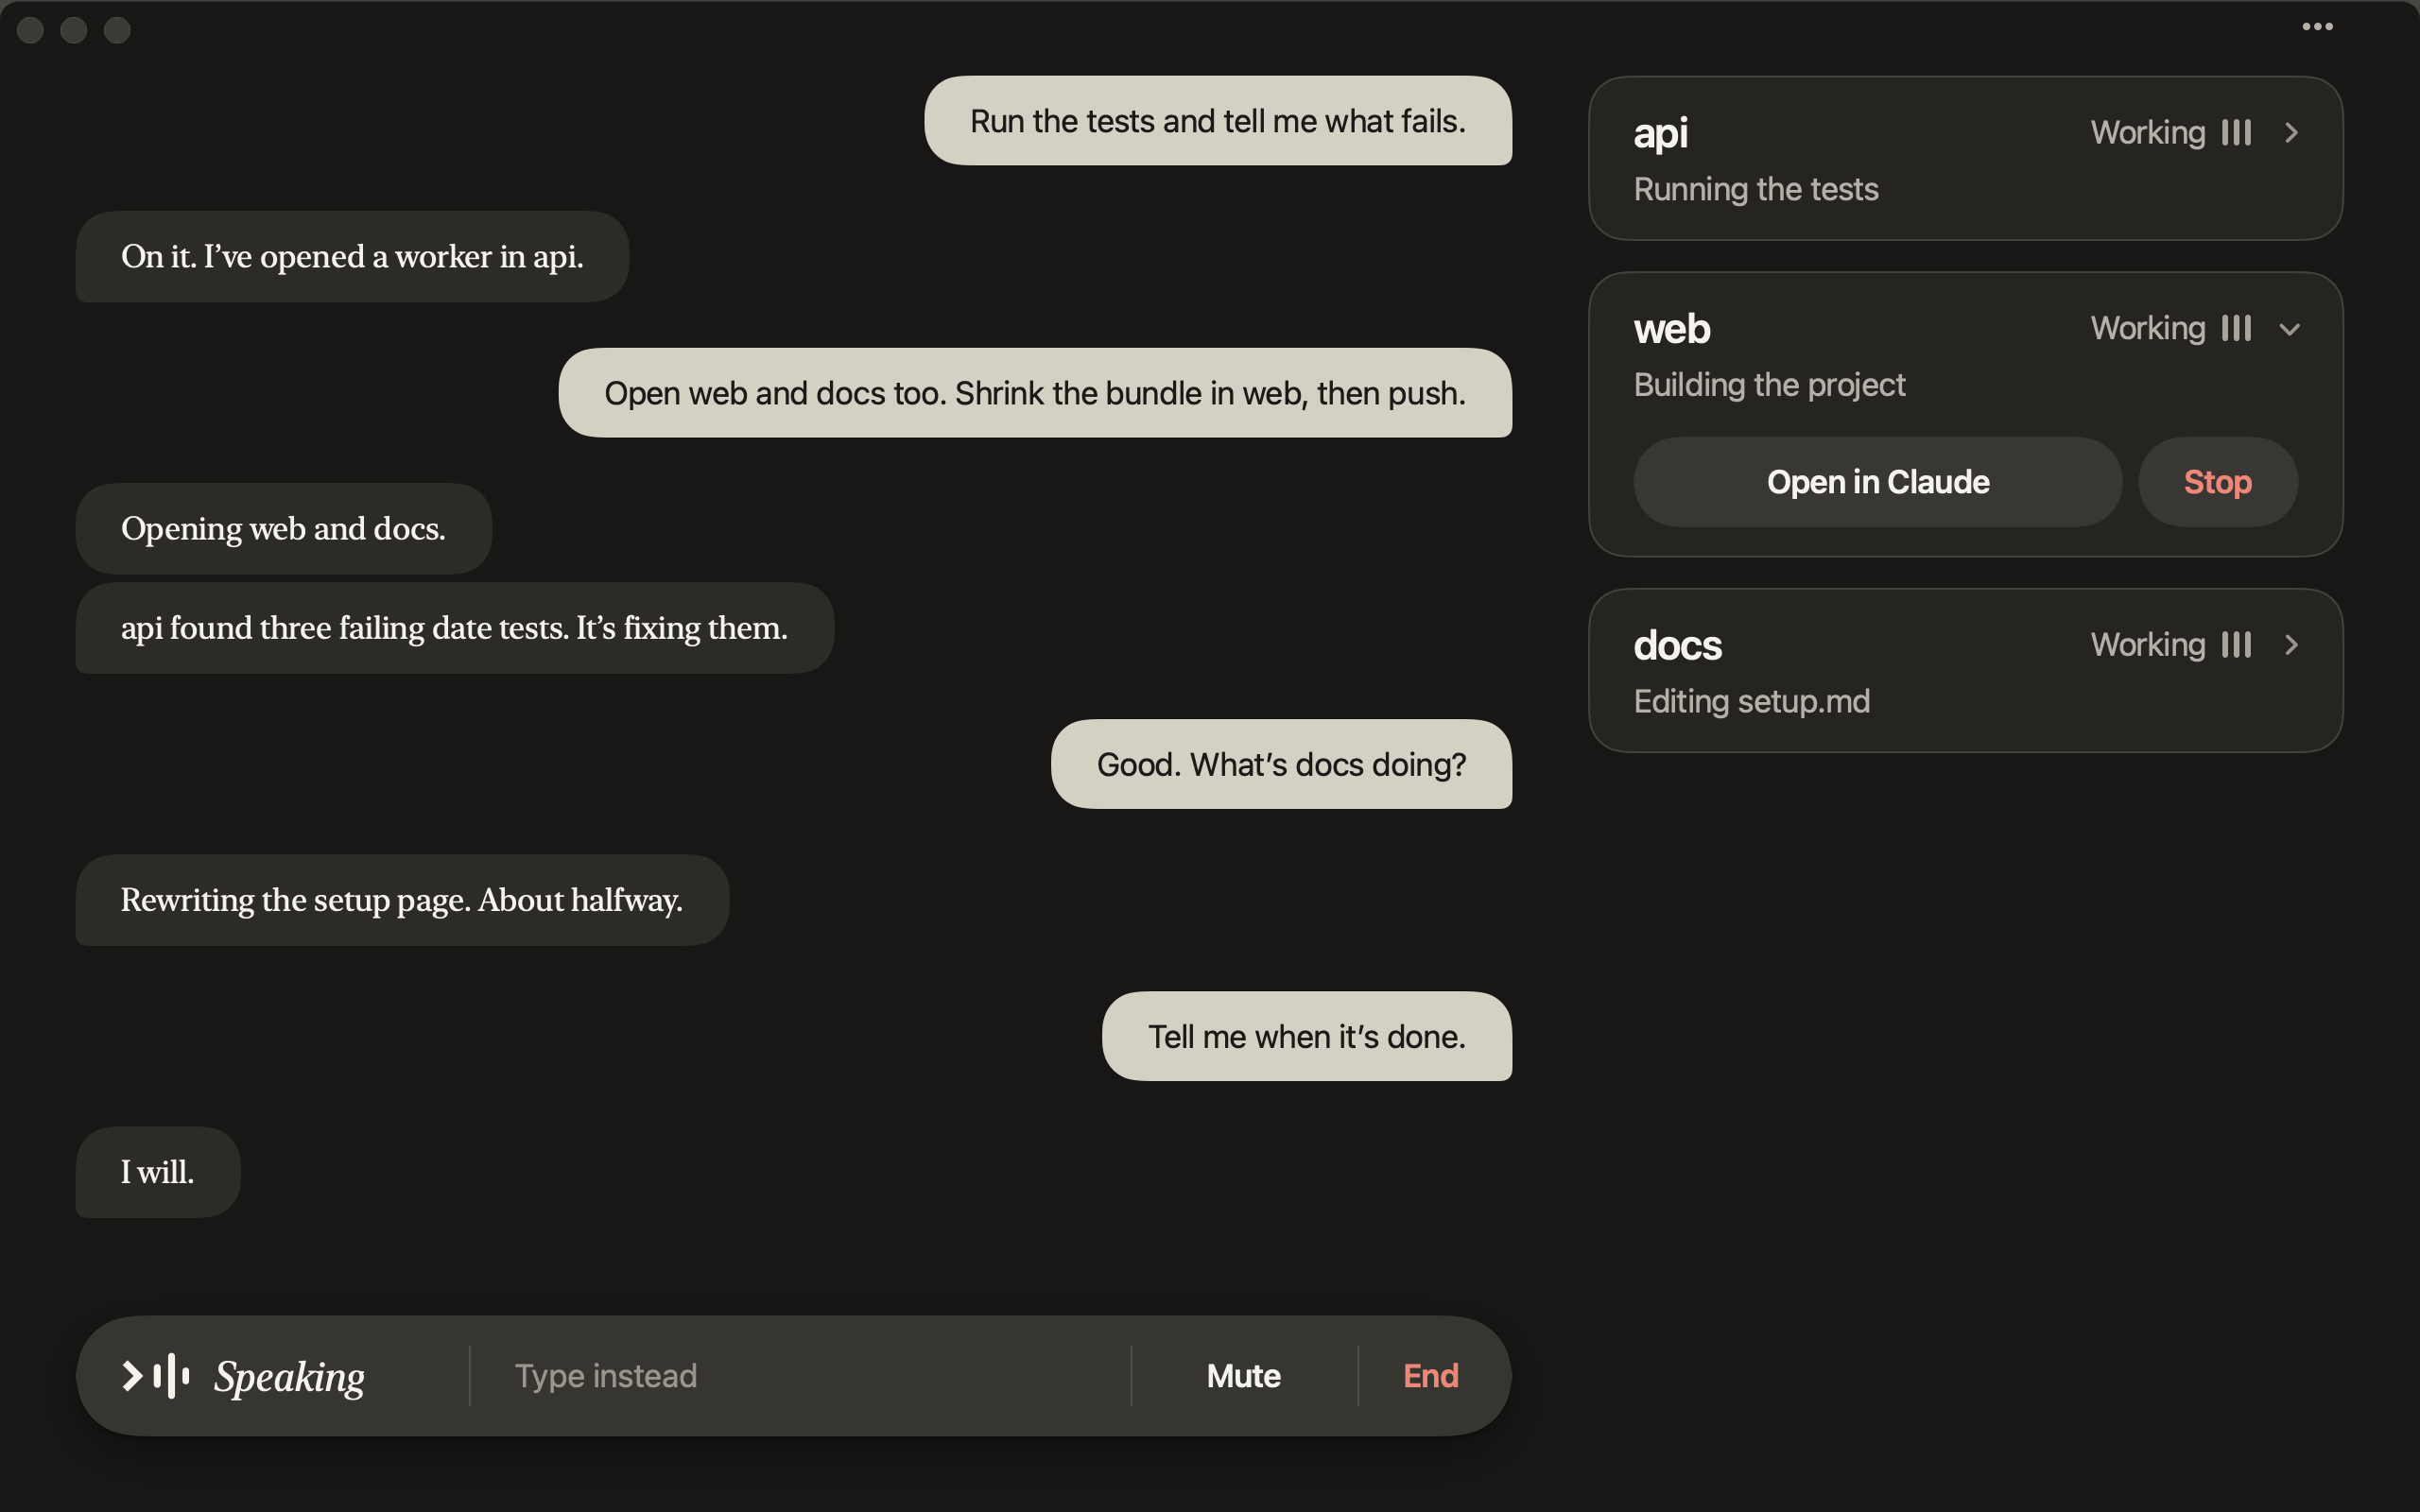 Run the tests and tell me what fails.
On it. I’ve opened a worker in api.
Open web and docs too. Shrink the bundle in web, then push.
Opening web and docs.
api found three failing date tests. It’s fixing them.
Good. What’s docs doing?
Rewriting the setup page. About halfway.
Tell me when it’s done.
I will.
Speaking
Type instead
Mute
End
api
Working
Running the tests
web
Working
Building the project
Open in Claude
Stop
docs
Working
Editing setup.md